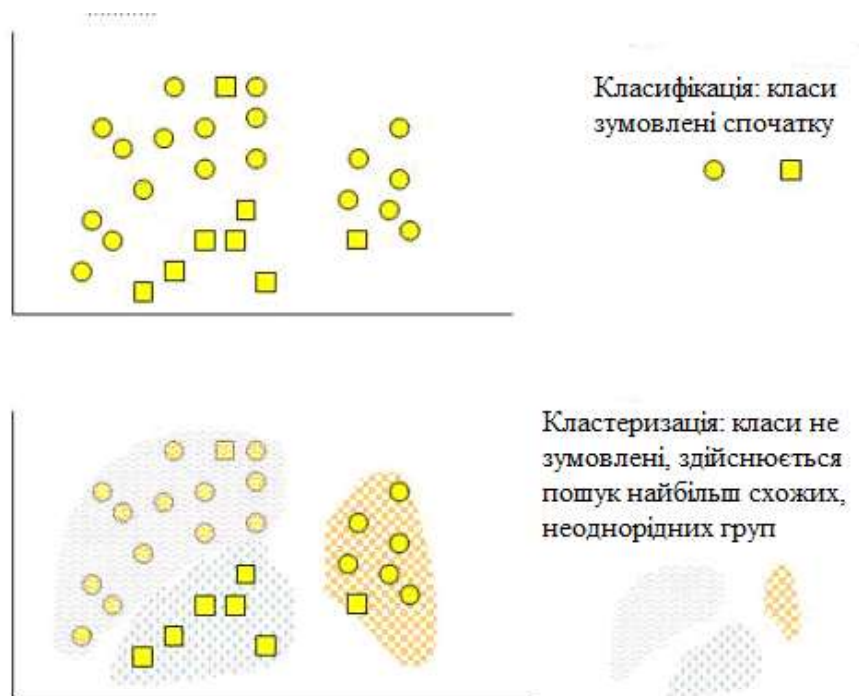 Класифікація: класи
зумовлені спочатку
Кластеризація: класи не
зумовлені, здійснюється
пошук найбільш схожих,
неоднорідних груп